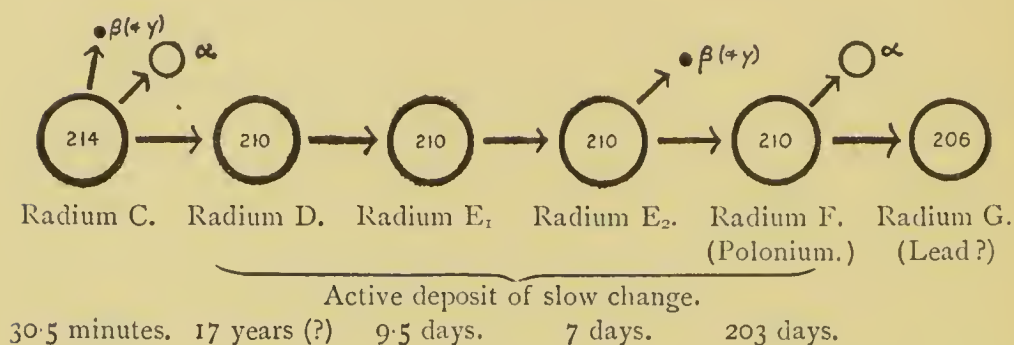 β(+γ) α β(+γ) α
214 210 210 210 210 206
Radium C. Radium D. Radium E₁ Radium E₂. Radium F. Radium G.
(Polonium.) (Lead?)
Active deposit of slow change.
30·5 minutes. 17 years (?) 9·5 days. 7 days. 203 days.